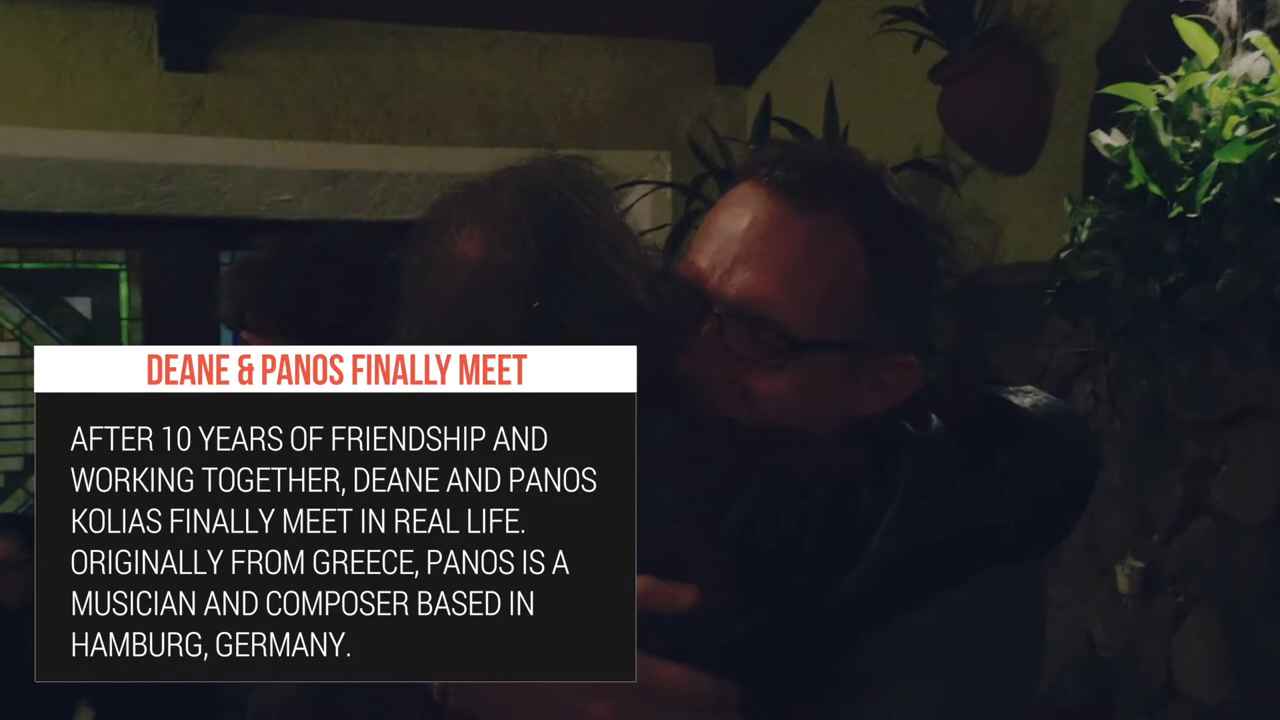 DEANE & PANOS FINALLY MEET
AFTER 10 YEARS OF FRIENDSHIP AND
WORKING TOGETHER, DEANE AND PANOS
KOLIAS FINALLY MEET IN REAL LIFE.
ORIGINALLY FROM GREECE, PANOS IS A
MUSICIAN AND COMPOSER BASED IN
HAMBURG, GERMANY.